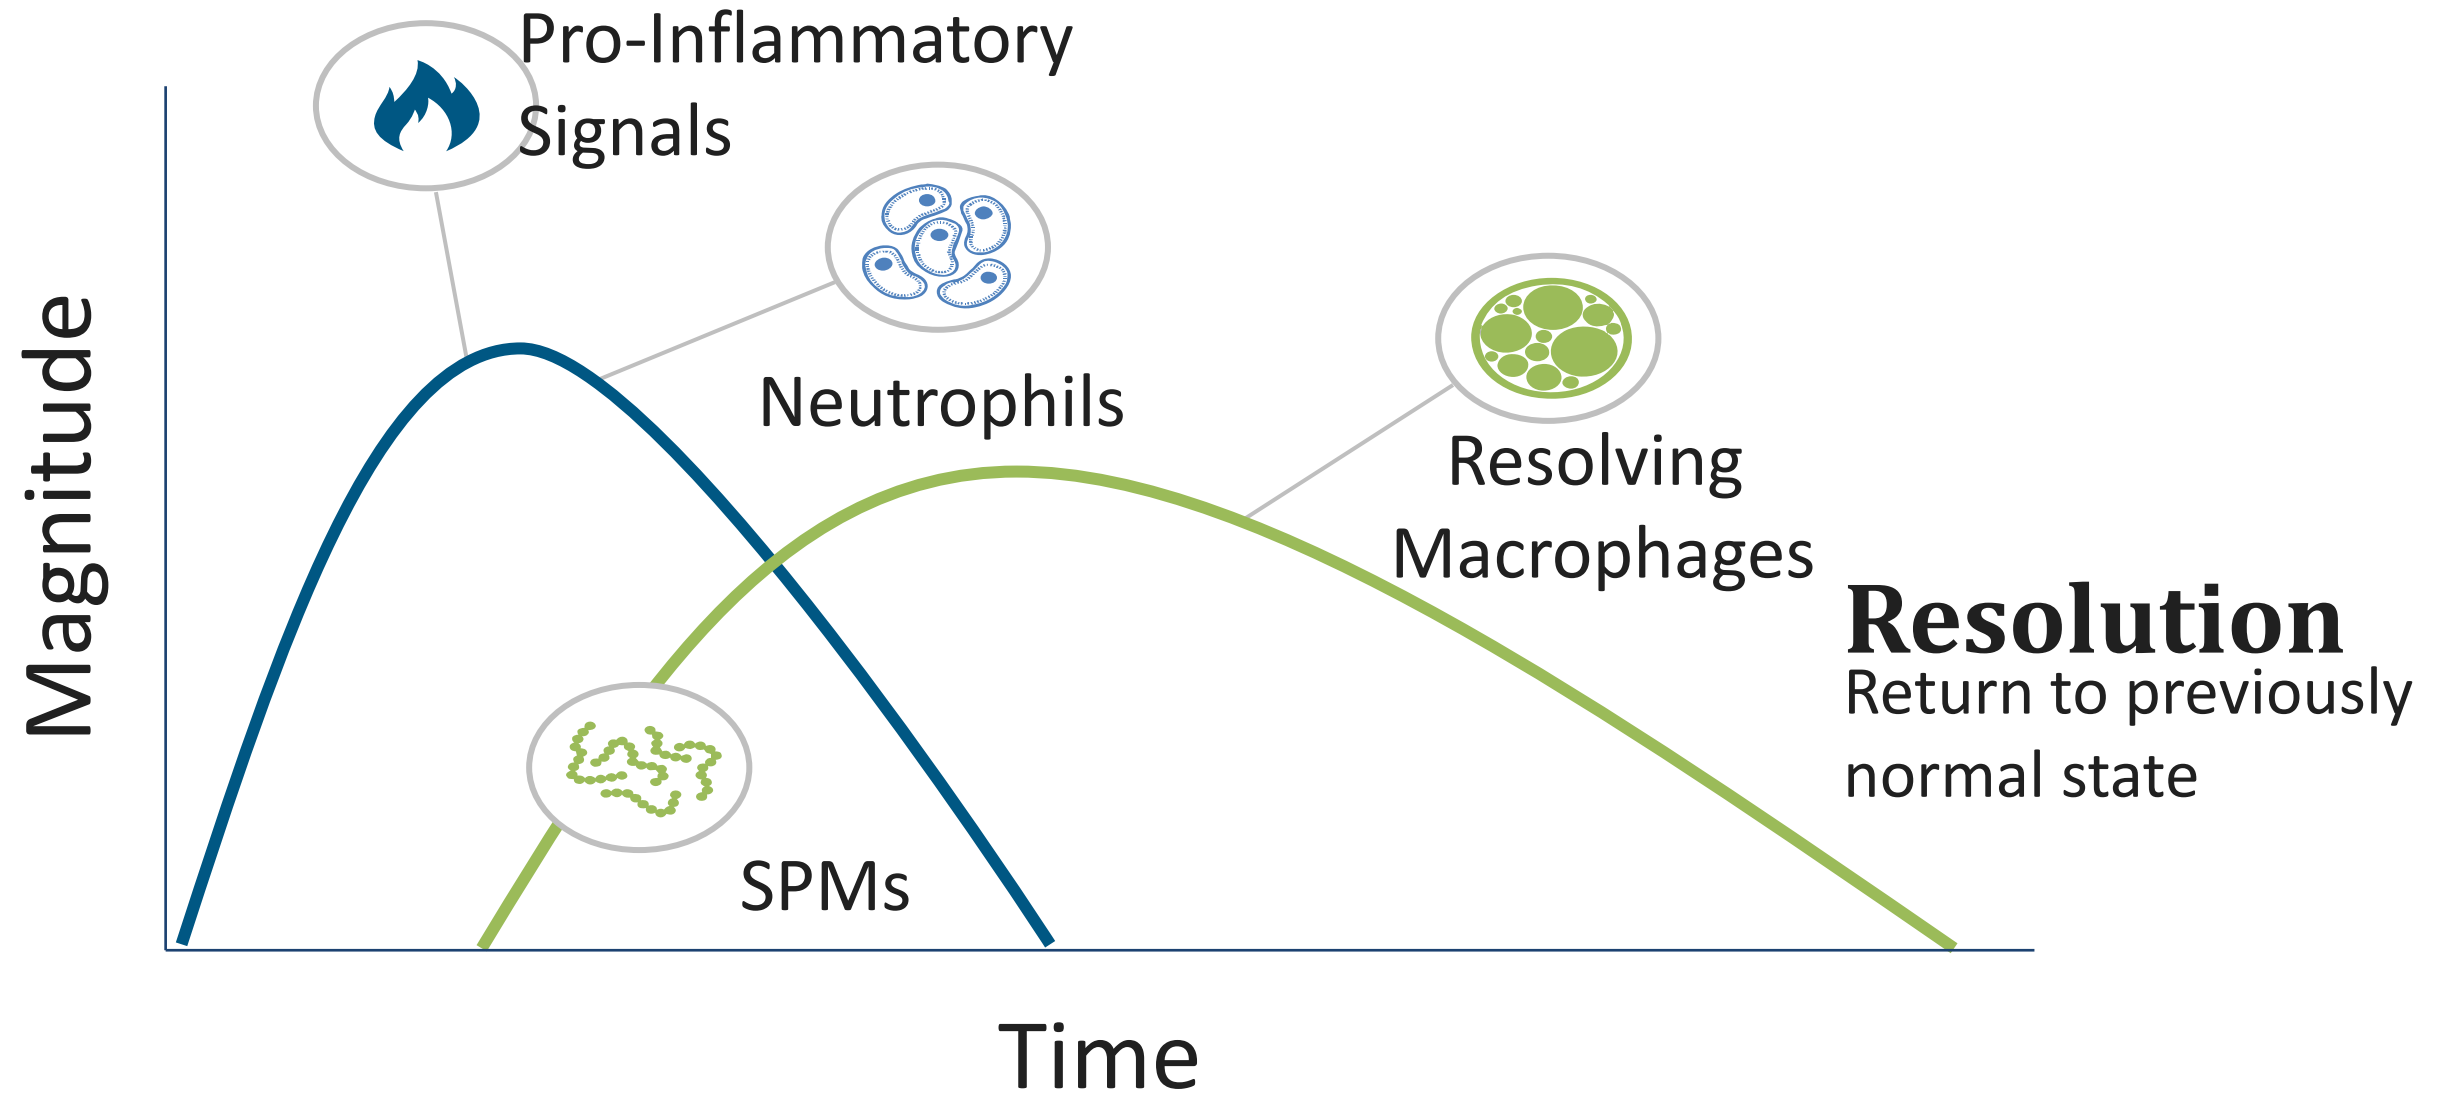 Pro-Inflammatory
Signals
Neutrophils
Resolving
Macrophages
Resolution
Return to previously
normal state
SPMs
Magnitude
Time